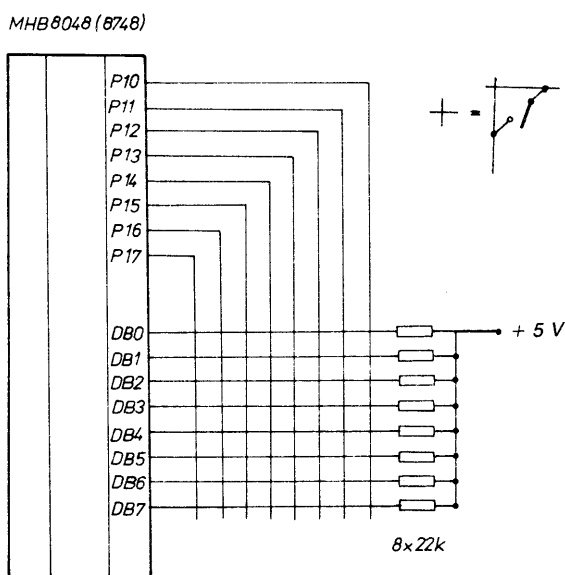 MHB8048 (8748)
P10
P11
P12
P13
P14
P15
P16
P17
DB0
+ 5 V
DB1
DB2
DB3
DB4
DB5
DB6
DB7
8x22k